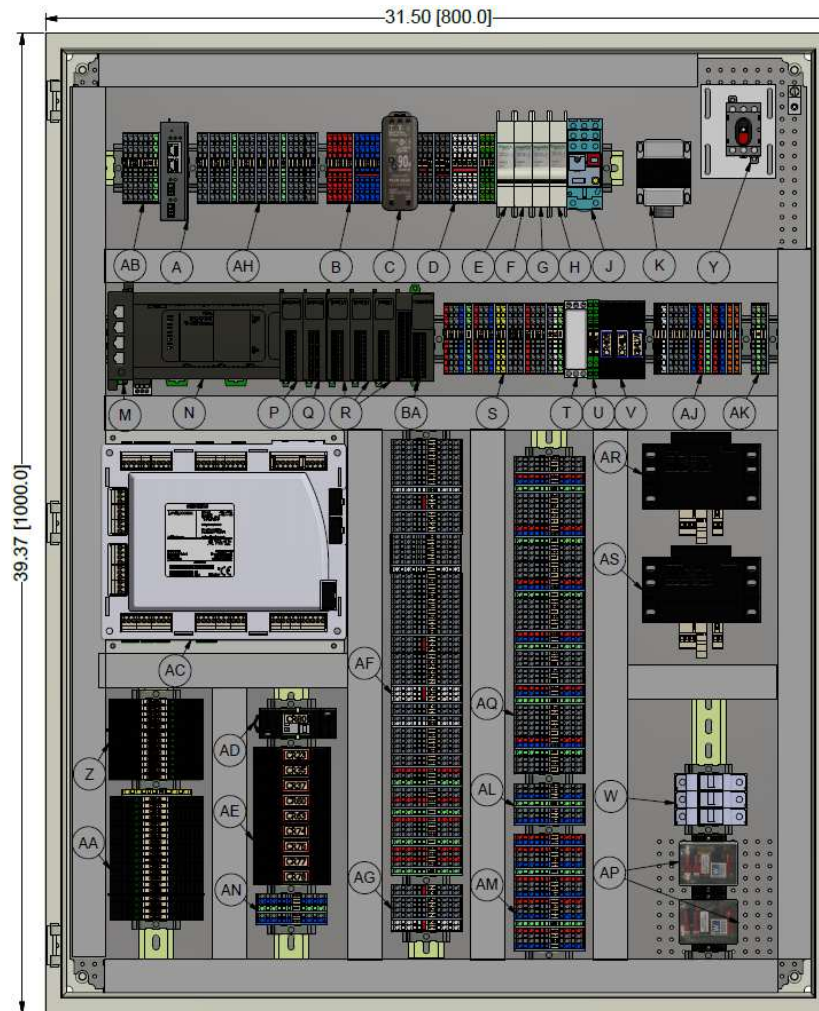 31.50 [800.0]
39.37 [1000.0]
90
AB A AH B C D E F G H J K Y
M N P Q R BA S T U V AJ AK
AR
AS
AC
AF
AD
AQ
Z
AL
W
AE
AA
AP
AN
AG
AM